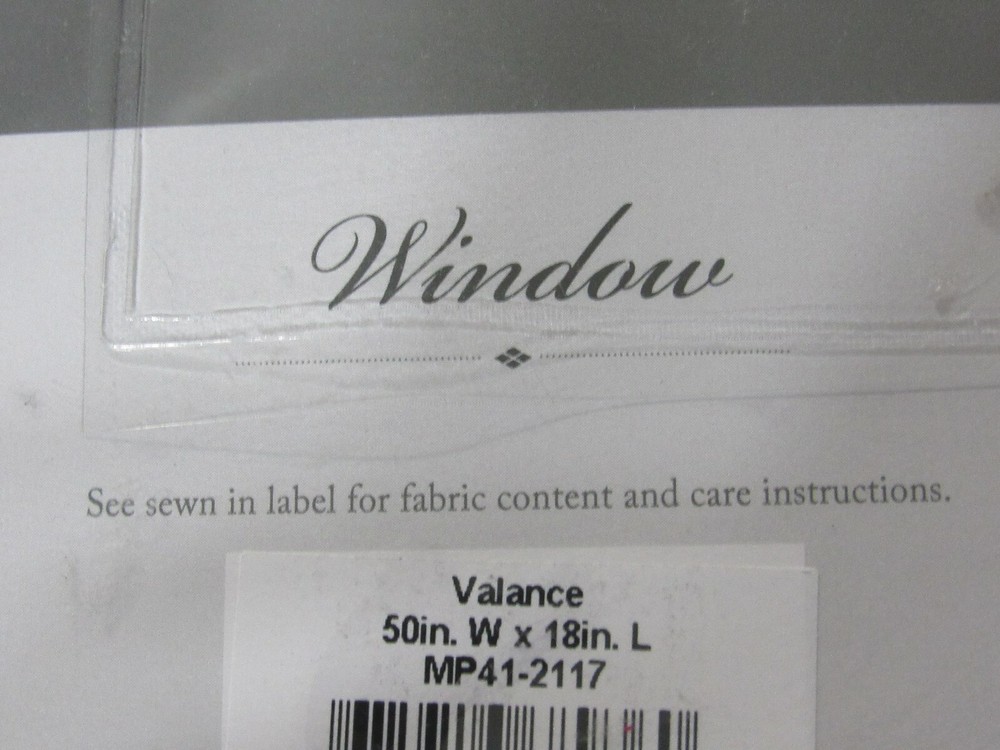 Window
See sewn in label for fabric content and care instructions.
Valance
50in. W x 18in. L
MP41-2117